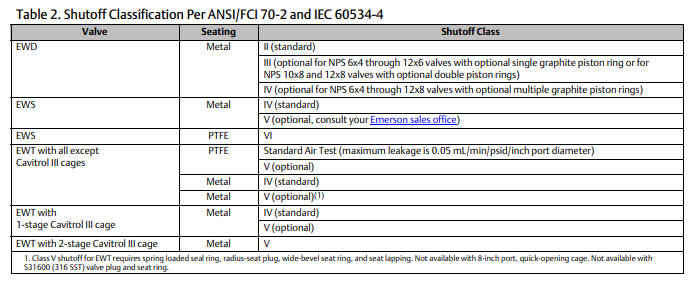 Table 2. Shutoff Classification Per ANSI/FCI 70-2 and IEC 60534-4
Valve Seating Shutoff Class
EWD Metal II (standard)
III (optional for NPS 6x4 through 12x6 valves with optional single graphite piston ring or for
NPS 10x8 and 12x8 valves with optional double piston rings)
IV (optional for NPS 6x4 through 12x8 valves with optional multiple graphite piston rings)
EWS Metal IV (standard)
V (optional, consult your Emerson sales office)
EWS PTFE VI
EWT with all except
Cavitrol III cages
PTFE Standard Air Test (maximum leakage is 0.05 mL/min/psid/inch port diameter)
V (optional)
Metal IV (standard)
Metal V (optional)(1)
EWT with
1-stage Cavitrol III cage
Metal IV (standard)
V (optional)
EWT with 2-stage Cavitrol III cage Metal V
1. Class V shutoff for EWT requires spring loaded seal ring, radius-plug, wide-bevel seat ring, and seat lapping. Not available with 8-inch port, quick-opening cage. Not available with
S31600 (316 SST) valve plug and seat ring.